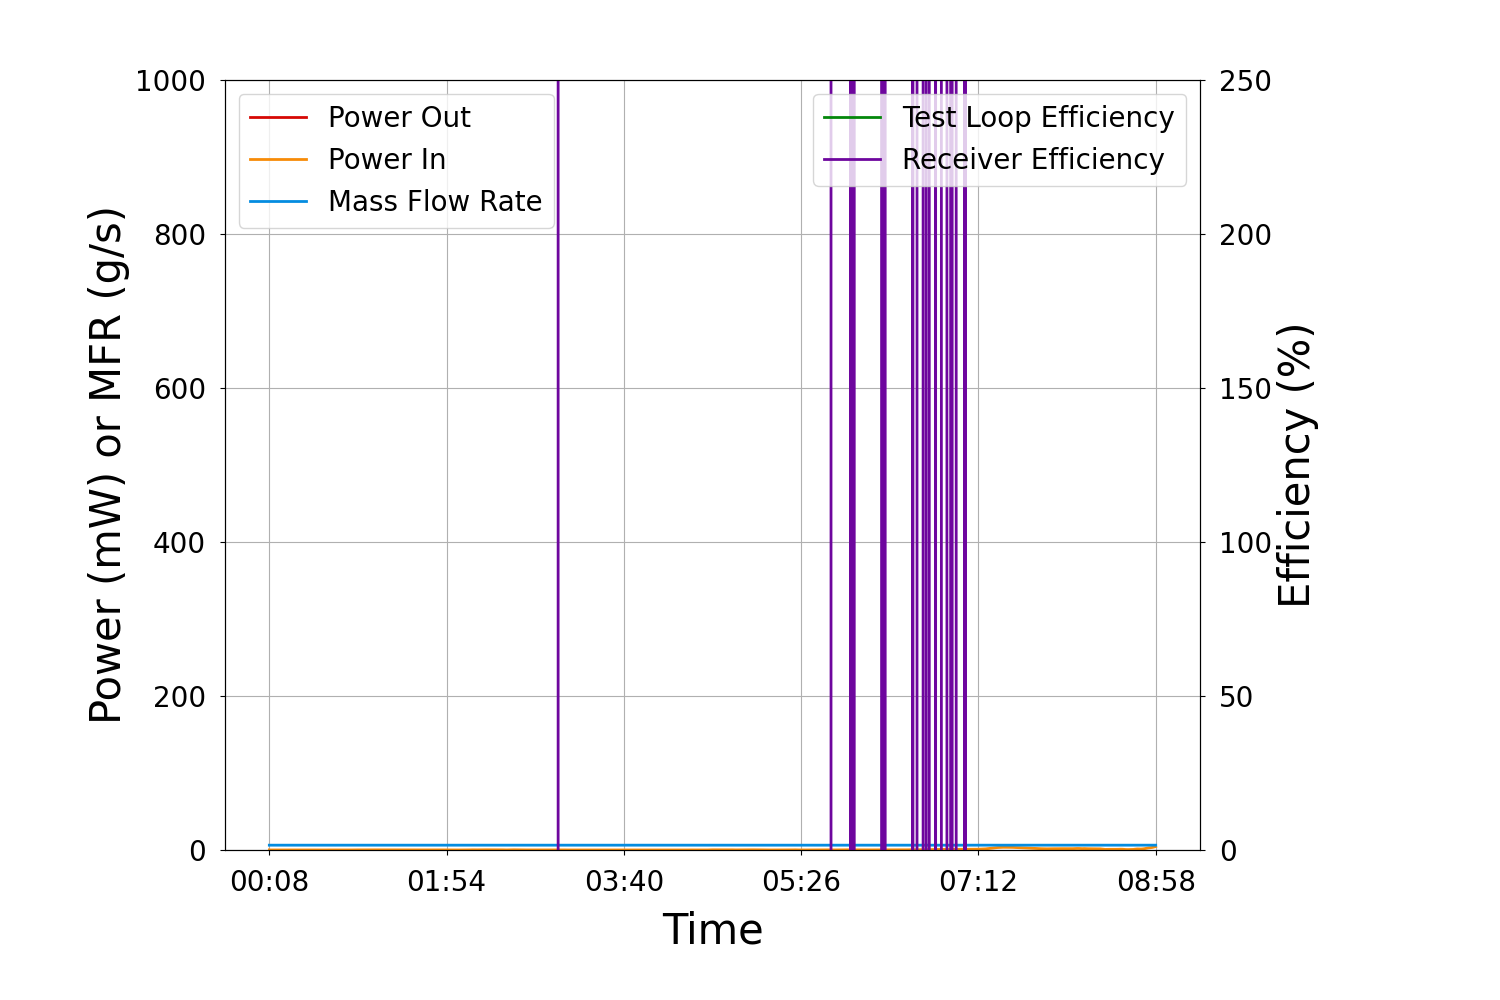 1000
800
600
400
200
0
Power (mW) or MFR (g/s)
Power Out
Power In
Mass Flow Rate
Test Loop Efficiency
Receiver Efficiency
250
200
150
100
50
0
Efficiency (%)
00:08 01:54 03:40 05:26 07:12 08:58
Time